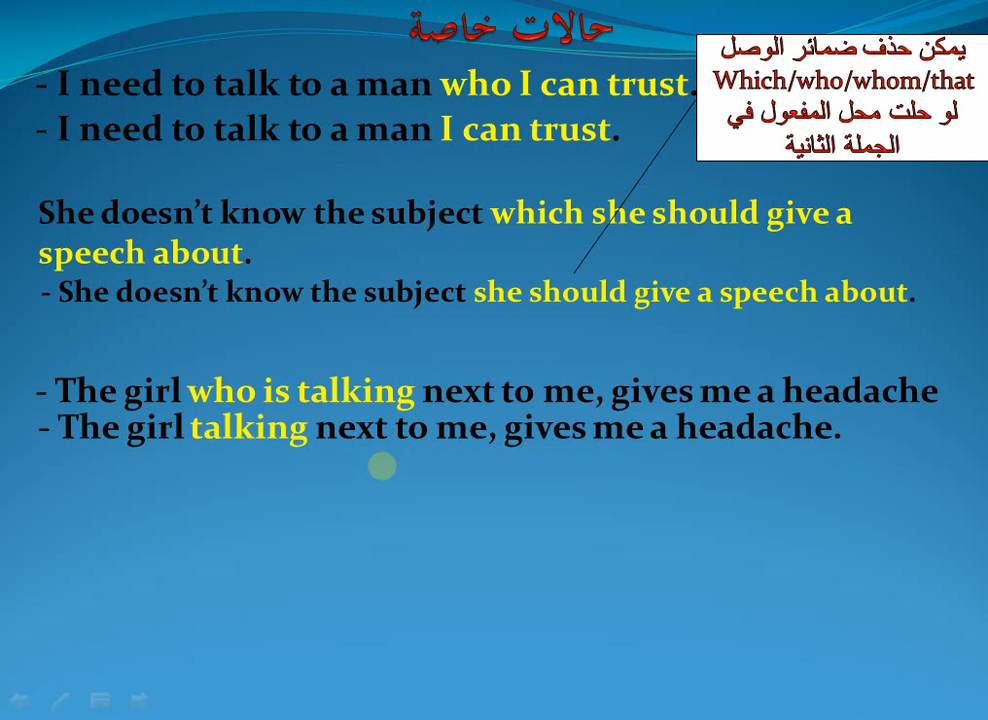 حالات خاصة
يمكن حذف ضمائر الوصل
Which/who/whom/that
لو حلت محل المفعول في
الجملة الثانية
- I need to talk to a man who I can trust.
- I need to talk to a man I can trust.
She doesn’t know the subject which she should give a
speech about.
- She doesn’t know the subject she should give a speech about.
- The girl who is talking next to me, gives me a headache
- The girl talking next to me, gives me a headache.